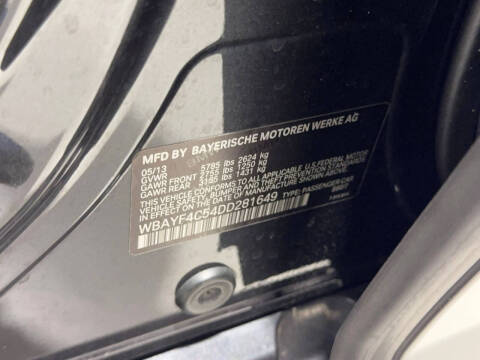 MFD BY BAYERISCHE MOTOREN WERKE AG
05/13
GVWR 5785 lbs 2624 kg
GAWR FRONT 2755 lbs 1250 kg
GAWR REAR 3185 lbs 1431 kg
THIS VEHICLE CONFORMS TO ALL APPLICABLE U.S. FEDERAL MOTOR
VEHICLE SAFETY, BUMPER, AND THEFT PREVENTION STANDARDS
IN EFFECT ON THE DATE OF MANUFACTURE SHOWN ABOVE.
WBAYF4C54DD281649 TYPE: PASSENGER CAR